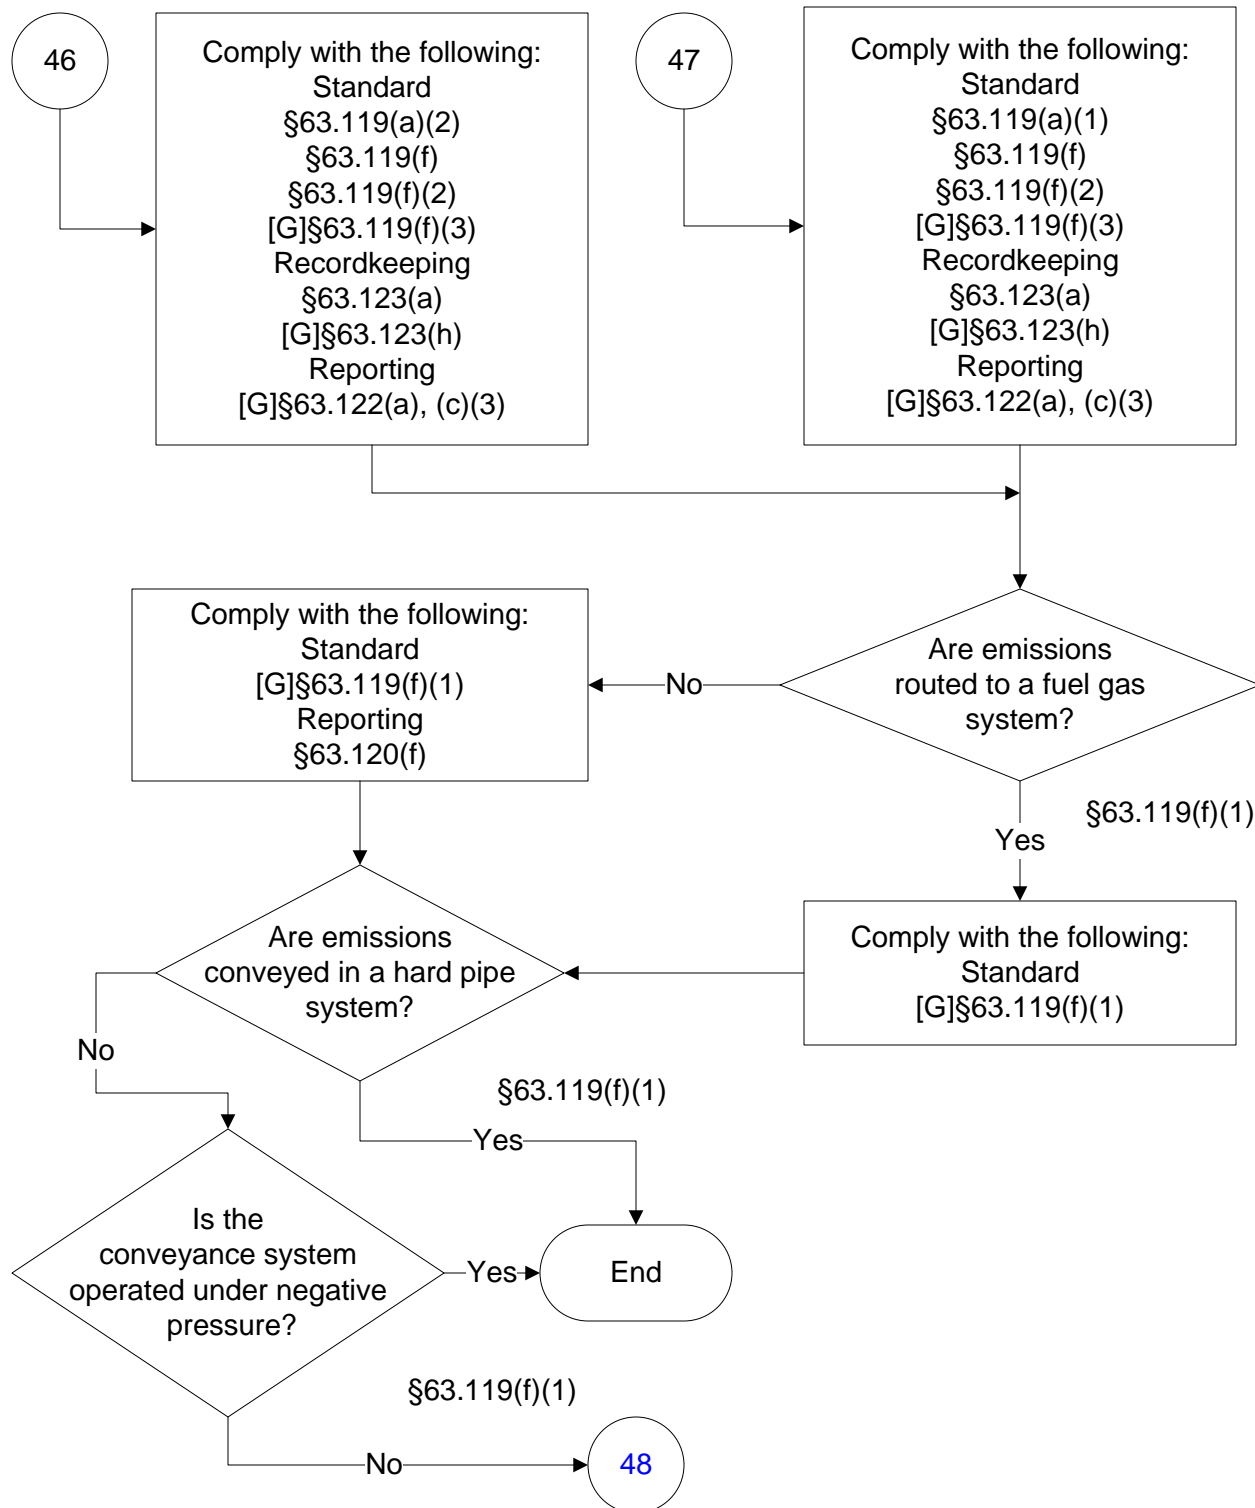 46
Comply with the following:
Standard
§63.119(a)(2)
§63.119(f)
§63.119(f)(2)
[G]§63.119(f)(3)
Recordkeeping
§63.123(a)
[G]§63.123(h)
Reporting
[G]§63.122(a), (c)(3)
47
Comply with the following:
Standard
§63.119(a)(1)
§63.119(f)
§63.119(f)(2)
[G]§63.119(f)(3)
Recordkeeping
§63.123(a)
[G]§63.123(h)
Reporting
[G]§63.122(a), (c)(3)
Are emissions
routed to a fuel gas
system?
No
Comply with the following:
Standard
[G]§63.119(f)(1)
Reporting
§63.120(f)
§63.119(f)(1)
Yes
Comply with the following:
Standard
[G]§63.119(f)(1)
Are emissions
conveyed in a hard pipe
system?
No
§63.119(f)(1)
Yes
Is the
conveyance system
operated under negative
pressure?
Yes
End
§63.119(f)(1)
No
48